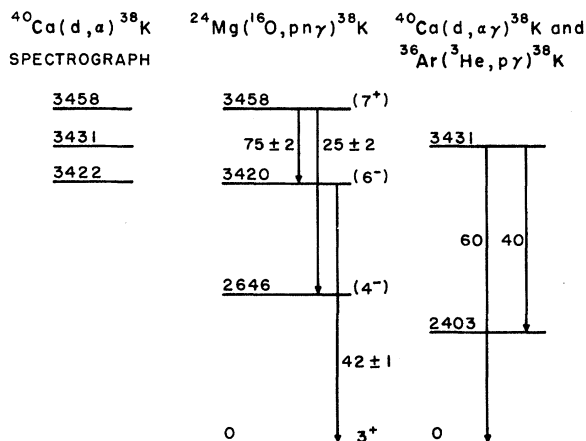 ⁴⁰Ca(d,α)³⁸K
SPECTROGRAPH
3458
3431
3422
²⁴Mg(¹⁶O,pnγ)³⁸K
3458 (7⁺)
75 ± 2 25 ± 2
3420 (6⁻)
2646 (4⁻)
42 ± 1
0 3⁺
⁴⁰Ca(d,αγ)³⁸K and
³⁶Ar(³He,pγ)³⁸K
3431
60 40
2403
0